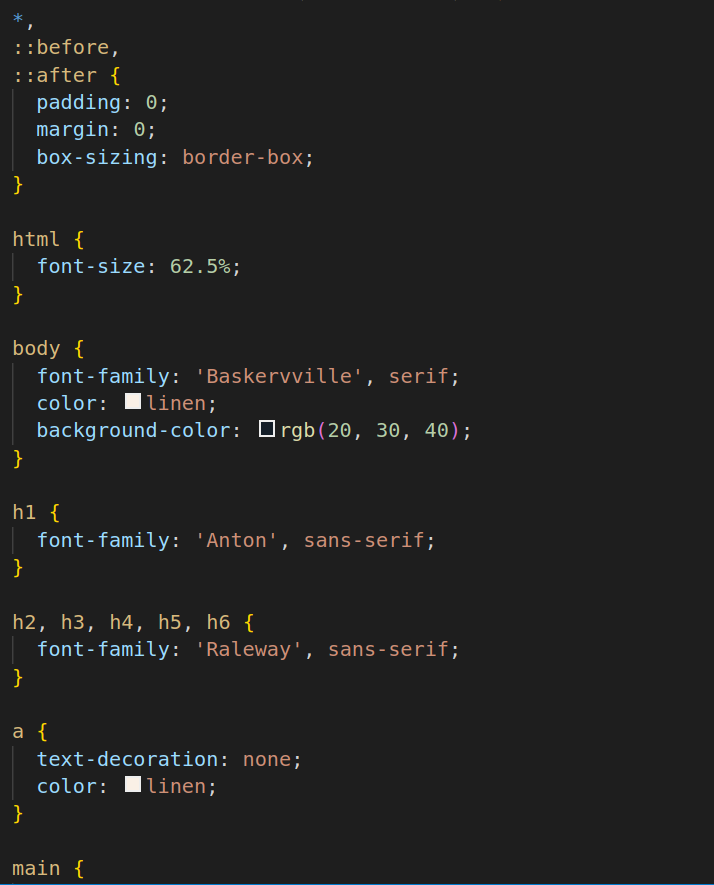 *,
::before,
::after {
  padding: 0;
  margin: 0;
  box-sizing: border-box;
}

html {
  font-size: 62.5%;
}

body {
  font-family: 'Baskervville', serif;
  color: linen;
  background-color: rgb(20, 30, 40);
}

h1 {
  font-family: 'Anton', sans-serif;
}

h2, h3, h4, h5, h6 {
  font-family: 'Raleway', sans-serif;
}

a {
  text-decoration: none;
  color: linen;
}

main {